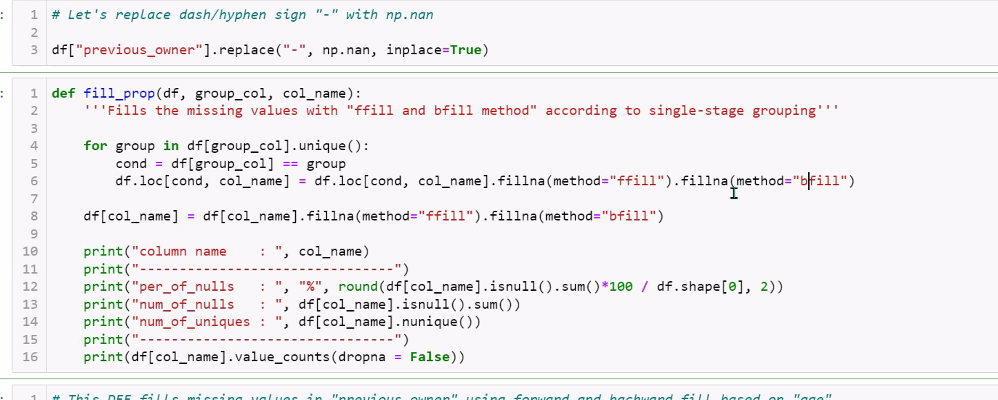 : 1 # Let's replace dash/hyphen sign "-" with np.nan
2
3 df["previous_owner"].replace("-", np.nan, inplace=True)
: 1 def fill_prop(df, group_col, col_name):
2 '''Fills the missing values with "ffill and bfill method" according to single-stage grouping'''
3
4 for group in df[group_col].unique():
5 cond = df[group_col] == group
6 df.loc[cond, col_name] = df.loc[cond, col_name].fillna(method="ffill").fillna(method="bfill")
7
8 df[col_name] = df[col_name].fillna(method="ffill").fillna(method="bfill")
9
10 print("column name    : ", col_name)
11 print("--------------------------------")
12 print("per_of_nulls   : ", "%", round(df[col_name].isnull().sum()*100 / df.shape[0], 2))
13 print("num_of_nulls   : ", df[col_name].isnull().sum())
14 print("num_of_uniques : ", df[col_name].nunique())
15 print("--------------------------------")
16 print(df[col_name].value_counts(dropna = False))
: 1 # This DEF fills missing values in "previous_owner" using forward and backward fill based on "age"